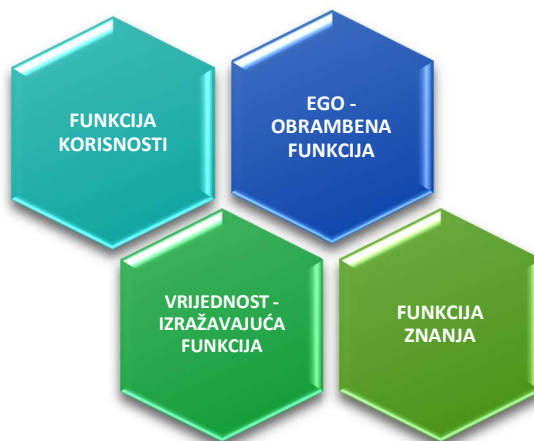 FUNKCIJA
KORISNOSTI
EGO -
OBRAMBENA
FUNKCIJA
VRIJEDNOST -
IZRAŽAVAJUĆA
FUNKCIJA
FUNKCIJA
ZNANJA